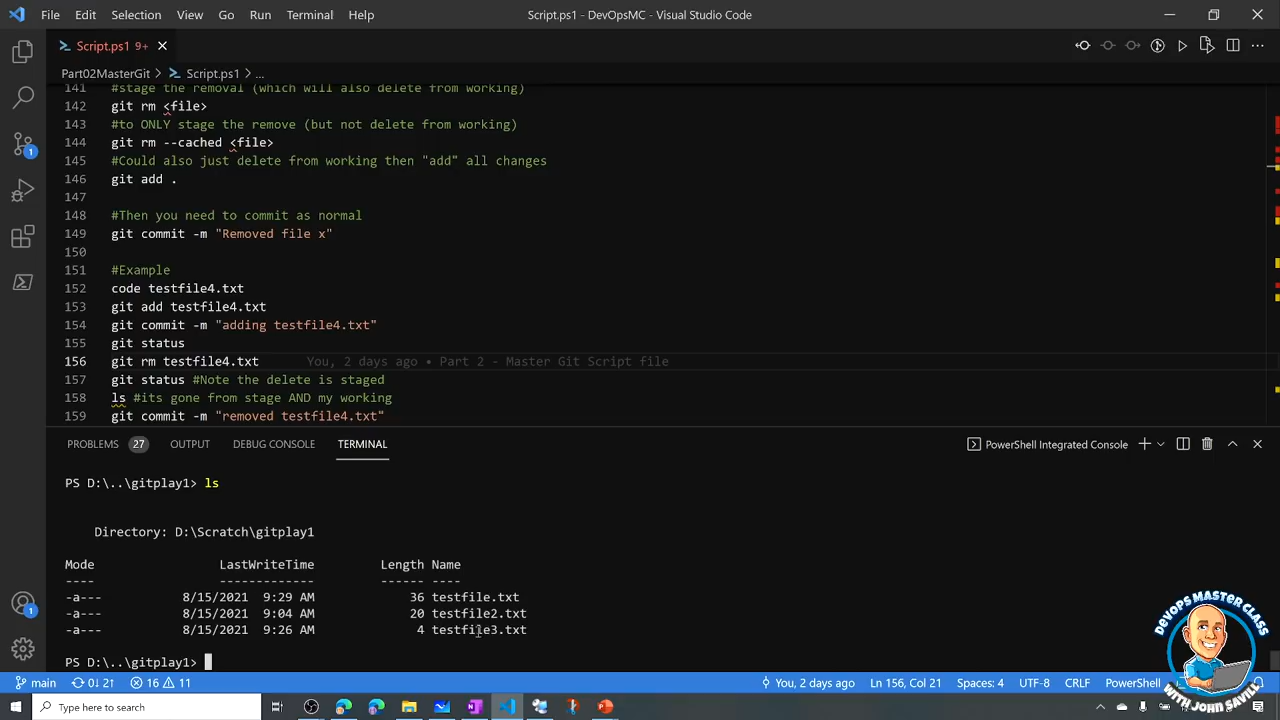 File Edit Selection View Go Run Terminal Help Script.ps1 - DevOpsMC - Visual Studio Code
Script.ps1 9+
Part02MasterGit > Script.ps1 > ...
141 #stage the removal (which will also delete from working)
142 git rm <file>
143 #to ONLY stage the remove (but not delete from working)
144 git rm --cached <file>
145 #Could also just delete from working then "add" all changes
146 git add .
147
148 #Then you need to commit as normal
149 git commit -m "Removed file x"
150
151 #Example
152 code testfile4.txt
153 git add testfile4.txt
154 git commit -m "adding testfile4.txt"
155 git status
156 git rm testfile4.txt You, 2 days ago • Part 2 - Master Git Script file
157 git status #Note the delete is staged
158 ls #its gone from stage AND my working
159 git commit -m "removed testfile4.txt"
PROBLEMS 27 OUTPUT DEBUG CONSOLE TERMINAL PowerShell Integrated Console
PS D:\..\gitplay1> ls
Directory: D:\Scratch\gitplay1
Mode LastWriteTime Length Name
---- ------------- ------ ----
-a--- 8/15/2021 9:29 AM 36 testfile.txt
-a--- 8/15/2021 9:04 AM 20 testfile2.txt
-a--- 8/15/2021 9:26 AM 4 testfile3.txt
PS D:\..\gitplay1>
1
1
DEVOPS MASTER CLASS
WITH JOHN SAVILL
main 0↓ 2↑ 16 11 You, 2 days ago Ln 156, Col 21 Spaces: 4 UTF-8 CRLF PowerShell
Type here to search